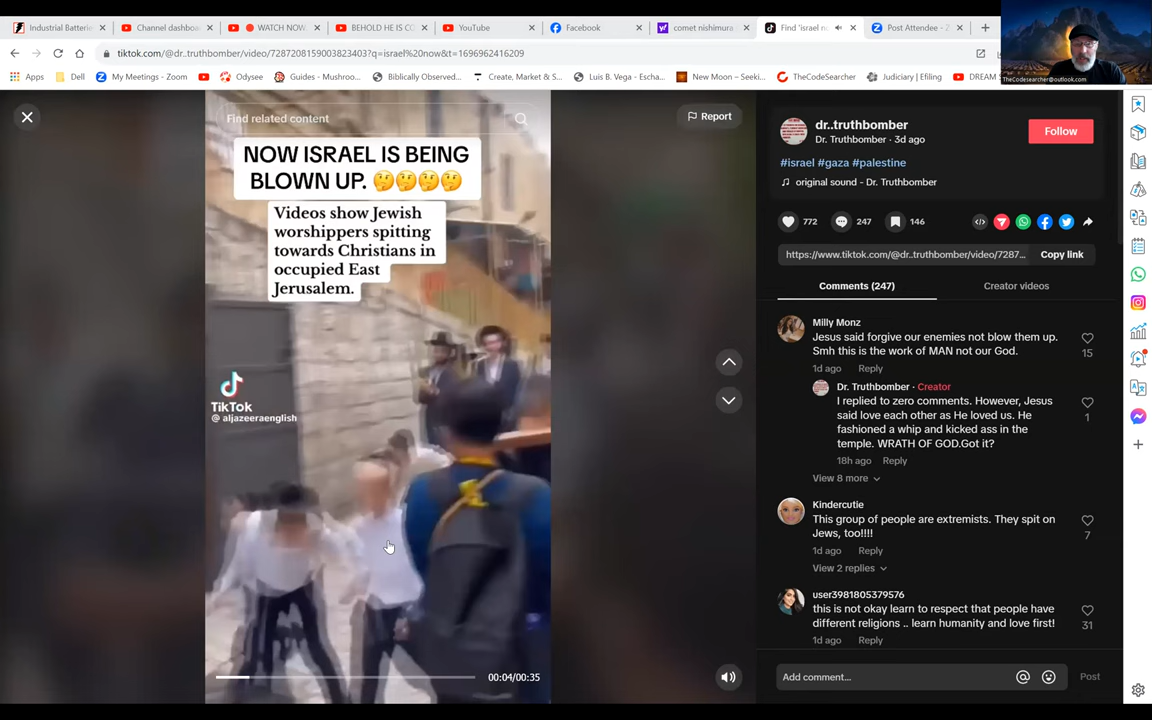 Industrial Batterie
Channel dashboa
WATCH NOW
BEHOLD HE IS CO
YouTube
Facebook
comet nishimura
Find 'israel n
Post Attendee - Z
tiktok.com/@dr.truthbomber/video/7287208159003823403?q=israel%20now&t=1696962416209
Apps
Dell
My Meetings - Zoom
Odysee
Guides - Mushroo...
Biblically Observed...
Create, Market & S...
Luis B. Vega - Escha...
New Moon – Seeki...
TheCodeSearcher
Judiciary | Efiling
DREAM S
TheCodesearcher@outlook.com
Find related content
Report
NOW ISRAEL IS BEING
BLOWN UP. 🤔🤔🤔🤔
Videos show Jewish
worshippers spitting
towards Christians in
occupied East
Jerusalem.
TikTok
@ aljazeeraenglish
00:04/00:35
dr..truthbomber
Dr. Truthbomber · 3d ago
Follow
#israel #gaza #palestine
original sound - Dr. Truthbomber
772
247
146
https://www.tiktok.com/@dr..truthbomber/video/7287...
Copy link
Comments (247)
Creator videos
Milly Monz
Jesus said forgive our enemies not blow them up.
Smh this is the work of MAN not our God.
15
1d ago Reply
Dr. Truthbomber · Creator
I replied to zero comments. However, Jesus
said love each other as He loved us. He
fashioned a whip and kicked ass in the
temple. WRATH OF GOD.Got it?
1
18h ago Reply
View 8 more
Kindercutie
This group of people are extremists. They spit on
Jews, too!!!!
7
1d ago Reply
View 2 replies
user3981805379576
this is not okay learn to respect that people have
different religions .. learn humanity and love first!
31
1d ago Reply
Add comment...
Post